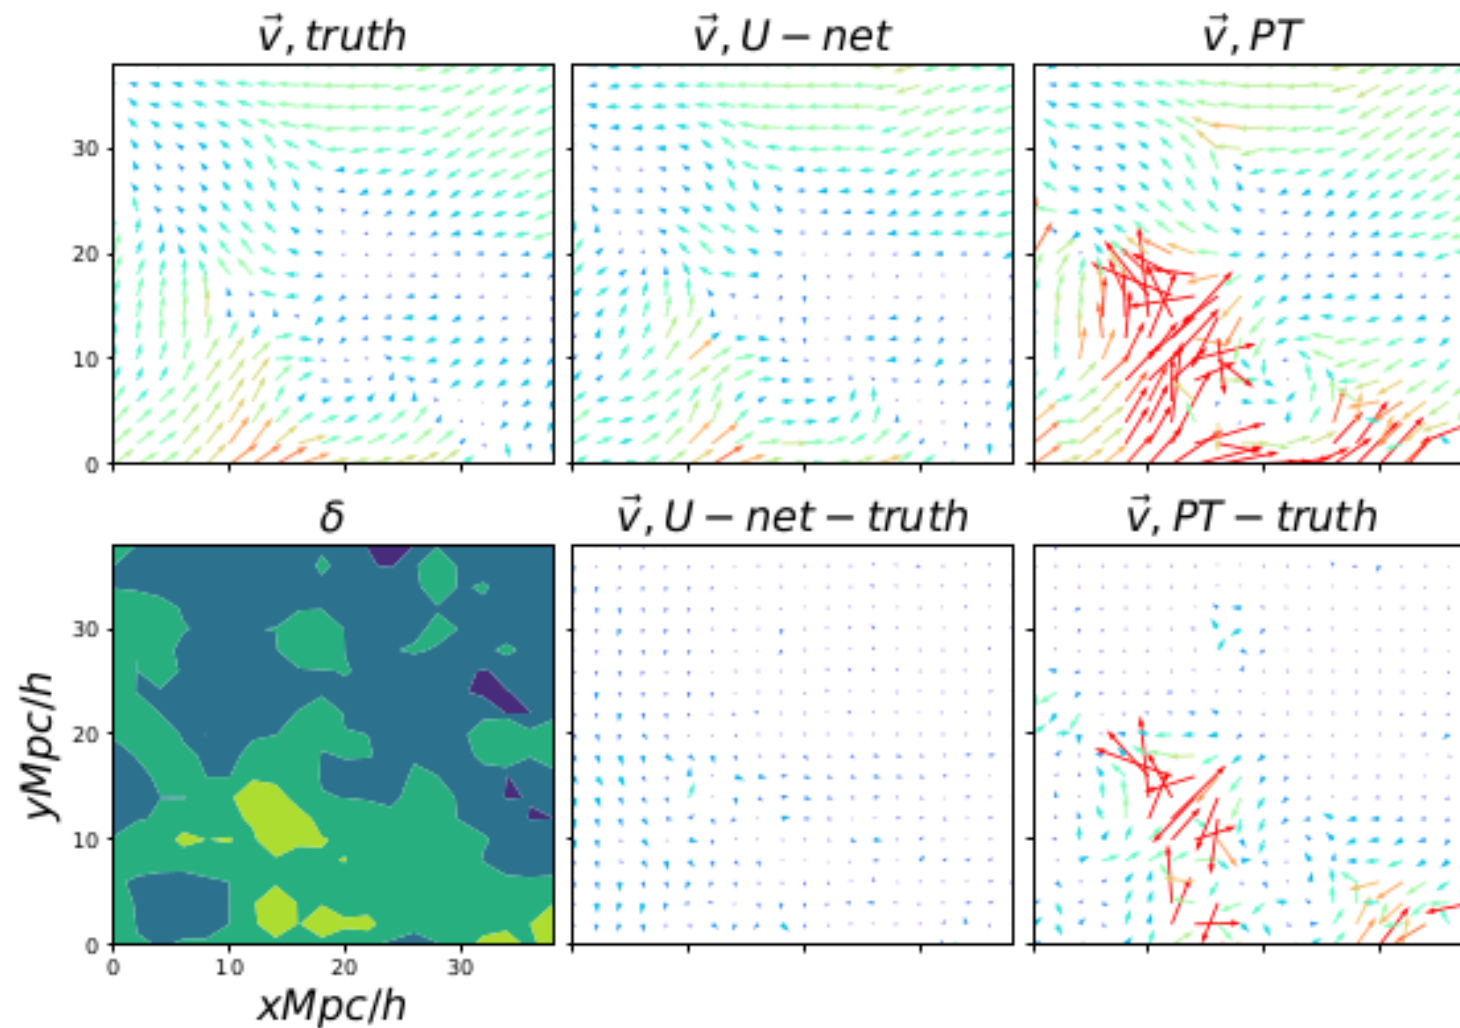 v⃗, truth
v⃗, U − net
v⃗, PT
30
20
10
0
δ
v⃗, U − net − truth
v⃗, PT − truth
30
20
10
0
yMpc/h
0 10 20 30
xMpc/h